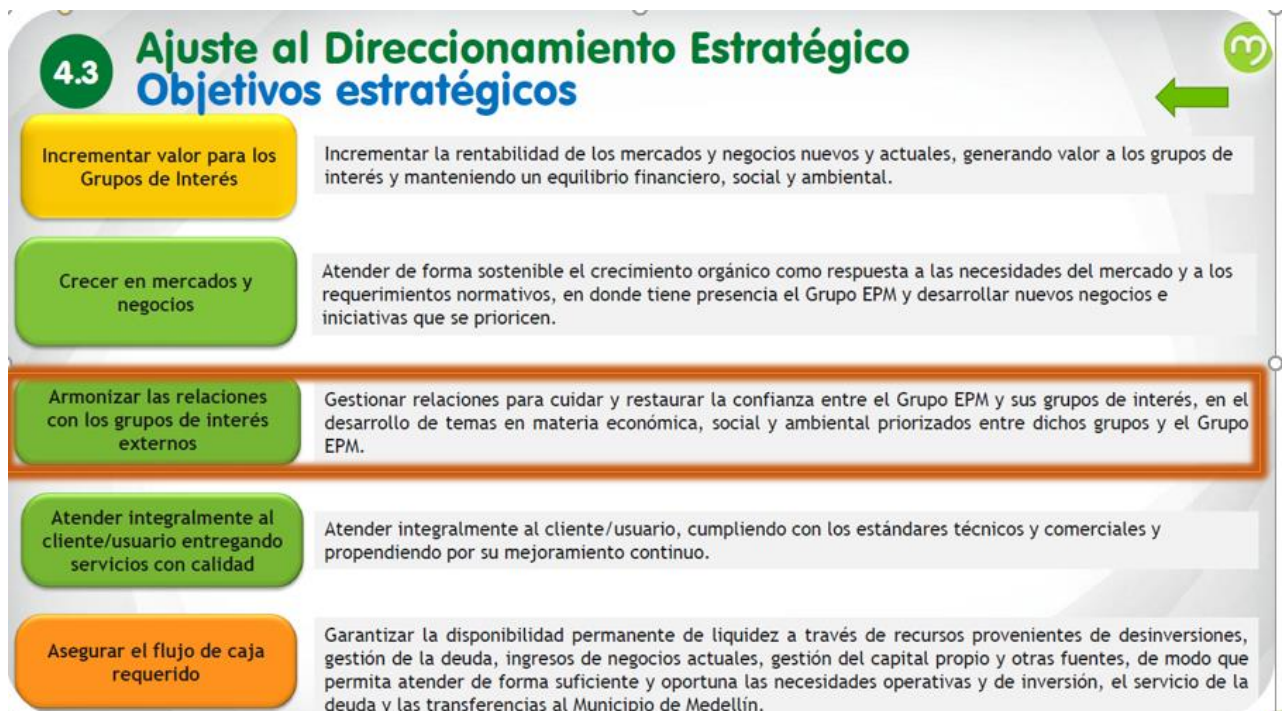 4.3
Ajuste al Direccionamiento Estratégico
Objetivos estratégicos
m
Incrementar valor para los
Grupos de Interés
Incrementar la rentabilidad de los mercados y negocios nuevos y actuales, generando valor a los grupos de
interés y manteniendo un equilibrio financiero, social y ambiental.
Crecer en mercados y
negocios
Atender de forma sostenible el crecimiento orgánico como respuesta a las necesidades del mercado y a los
requerimientos normativos, en donde tiene presencia el Grupo EPM y desarrollar nuevos negocios e
iniciativas que se prioricen.
Armonizar las relaciones
con los grupos de interés
externos
Gestionar relaciones para cuidar y restaurar la confianza entre el Grupo EPM y sus grupos de interés, en el
desarrollo de temas en materia económica, social y ambiental priorizados entre dichos grupos y el Grupo
EPM.
Atender integralmente al
cliente/usuario entregando
servicios con calidad
Atender integralmente al cliente/usuario, cumpliendo con los estándares técnicos y comerciales y
propendiendo por su mejoramiento continuo.
Asegurar el flujo de caja
requerido
Garantizar la disponibilidad permanente de liquidez a través de recursos provenientes de desinversiones,
gestión de la deuda, ingresos de negocios actuales, gestión del capital propio y otras fuentes, de modo que
permita atender de forma suficiente y oportuna las necesidades operativas y de inversión, el servicio de la
deuda y las transferencias al Municipio de Medellín.